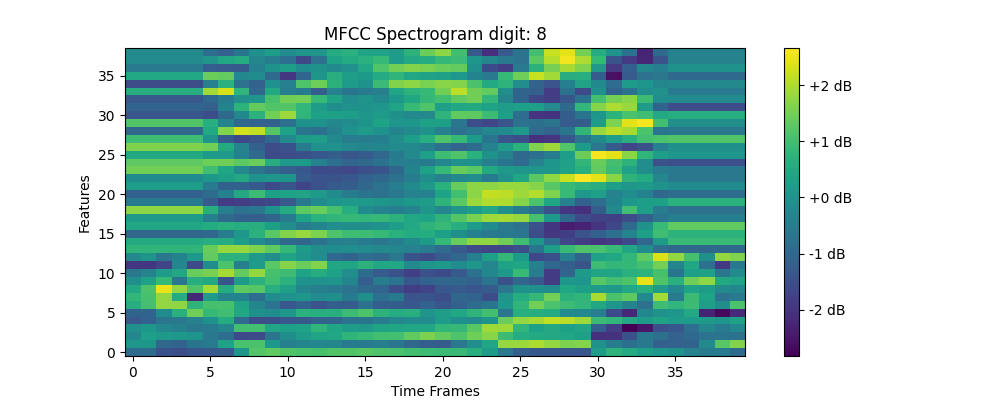 MFCC Spectrogram digit: 8
Features
35
30
25
20
15
10
5
0
0 5 10 15 20 25 30 35
Time Frames
+2 dB
+1 dB
+0 dB
-1 dB
-2 dB